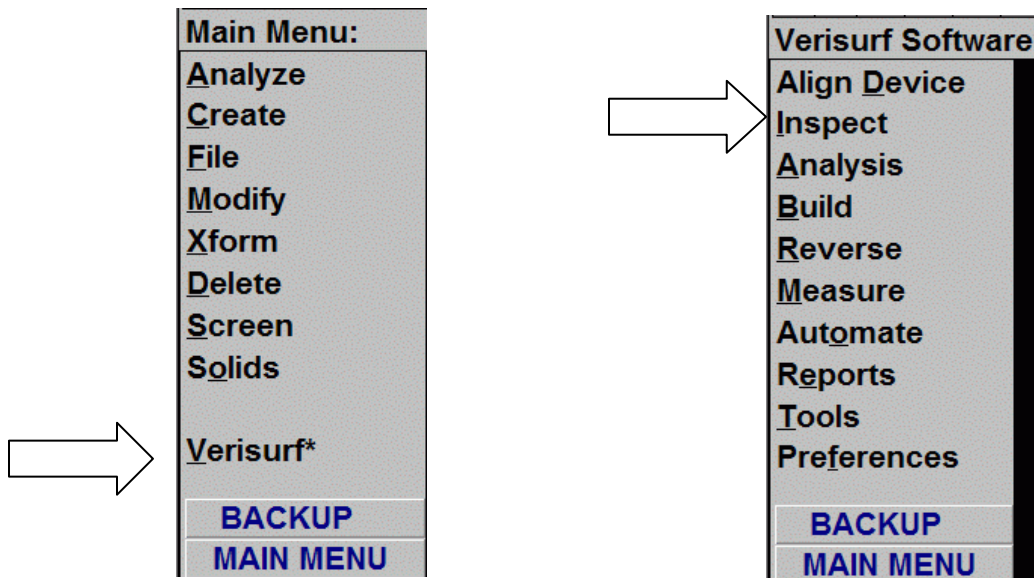 Main Menu:
Analyze
Create
File
Modify
Xform
Delete
Screen
Solids
Verisurf*
BACKUP
MAIN MENU
Verisurf Software
Align Device
Inspect
Analysis
Build
Reverse
Measure
Automate
Reports
Tools
Preferences
BACKUP
MAIN MENU